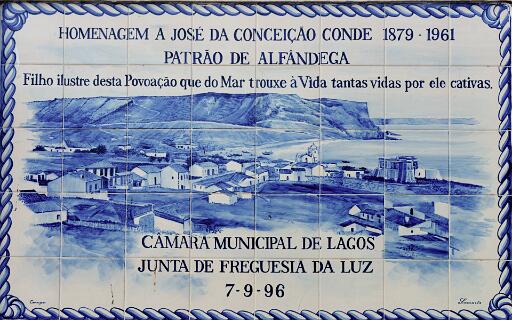 HOMENAGEM A JOSÉ DA CONCEIÇÃO CONDE 1879 - 1961
PATRÃO DE ALFÂNDEGA
Filho ilustre desta Povoação que do Mar trouxe à Vida tantas vidas por ele cativas.
CÂMARA MUNICIPAL DE LAGOS
JUNTA DE FREGUESIA DA LUZ
7-9-96